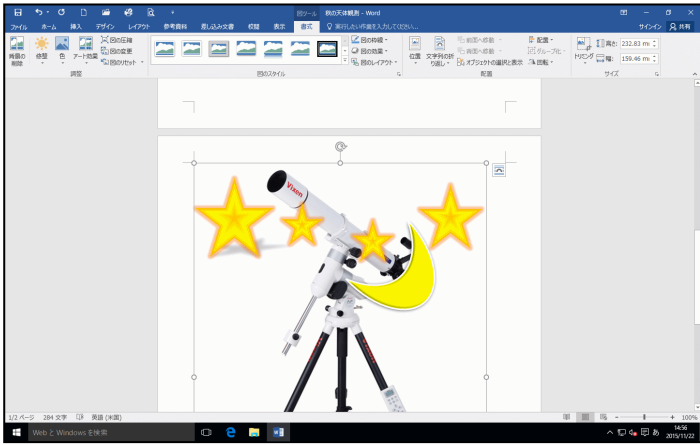 図ツール 秋の天体観測 - Word
ファイル ホーム 挿入 デザイン レイアウト 参考資料 差し込み文書 校閲 表示 書式 実行したい作業を入力してください... サインイン 共有
背景の削除 修整 色 アート効果 図の圧縮 図の変更 図のリセット
図の枠線 図の効果 図のレイアウト
位置 文字列の折り返し 前面へ移動 背面へ移動 オブジェクトの選択と表示 配置 グループ化 回転
トリミング 高さ: 232.83 mi 幅: 159.46 mi
調整 図のスタイル 配置 サイズ
Vixen
1/2 ページ 284 文字 英語 (米国) 100%
Web と Windows を検索
あ 14:56
2015/11/22